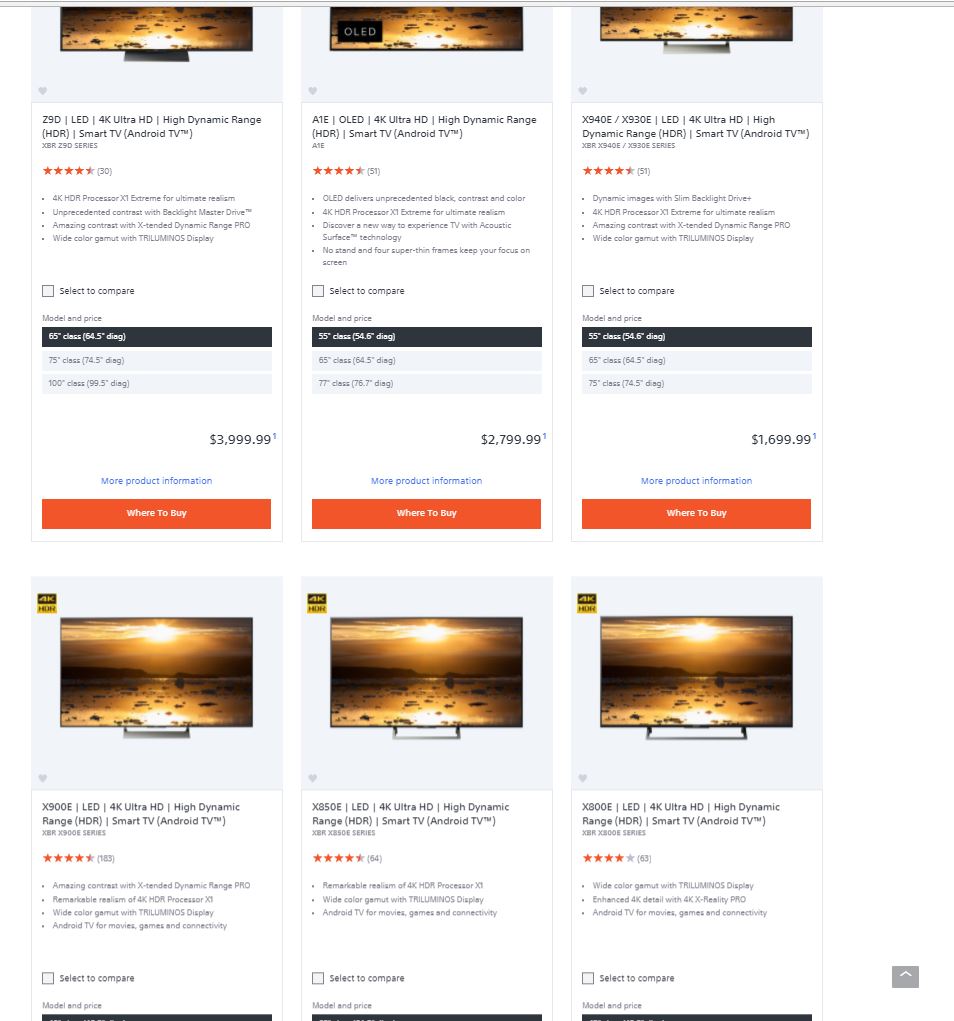 OLED
Z9D | LED | 4K Ultra HD | High Dynamic Range
(HDR) | Smart TV (Android TV™)
XBR Z9D SERIES
(30)
4K HDR Processor X1 Extreme for ultimate realism
Unprecedented contrast with Backlight Master Drive™
Amazing contrast with X-tended Dynamic Range PRO
Wide color gamut with TRILUMINOS Display
Select to compare
Model and price
65" class (64.5" diag)
75" class (74.5" diag)
100" class (99.5" diag)
$3,999.99 1
More product information
Where To Buy
A1E | OLED | 4K Ultra HD | High Dynamic Range
(HDR) | Smart TV (Android TV™)
A1E
(51)
OLED delivers unprecedented black, contrast and color
4K HDR Processor X1 Extreme for ultimate realism
Discover a new way to experience TV with Acoustic
Surface™ technology
No stand and four super-thin frames keep your focus on
screen
Select to compare
Model and price
55" class (54.6" diag)
65" class (64.5" diag)
77" class (76.7" diag)
$2,799.99 1
More product information
Where To Buy
X940E / X930E | LED | 4K Ultra HD | High
Dynamic Range (HDR) | Smart TV (Android TV™)
XBR X940E / X930E SERIES
(51)
Dynamic images with Slim Backlight Drive+
4K HDR Processor X1 Extreme for ultimate realism
Amazing contrast with X-tended Dynamic Range PRO
Wide color gamut with TRILUMINOS Display
Select to compare
Model and price
55" class (54.6" diag)
65" class (64.5" diag)
75" class (74.5" diag)
$1,699.99 1
More product information
Where To Buy
4K
HDR
X900E | LED | 4K Ultra HD | High Dynamic
Range (HDR) | Smart TV (Android TV™)
XBR X900E SERIES
(183)
Amazing contrast with X-tended Dynamic Range PRO
Remarkable realism of 4K HDR Processor X1
Wide color gamut with TRILUMINOS Display
Android TV for movies, games and connectivity
Select to compare
Model and price
4K
HDR
X850E | LED | 4K Ultra HD | High Dynamic
Range (HDR) | Smart TV (Android TV™)
XBR X850E SERIES
(64)
Remarkable realism of 4K HDR Processor X1
Wide color gamut with TRILUMINOS Display
Android TV for movies, games and connectivity
Select to compare
Model and price
4K
HDR
X800E | LED | 4K Ultra HD | High Dynamic
Range (HDR) | Smart TV (Android TV™)
XBR X800E SERIES
(63)
Wide color gamut with TRILUMINOS Display
Enhanced 4K detail with 4K X-Reality PRO
Android TV for movies, games and connectivity
Select to compare
Model and price